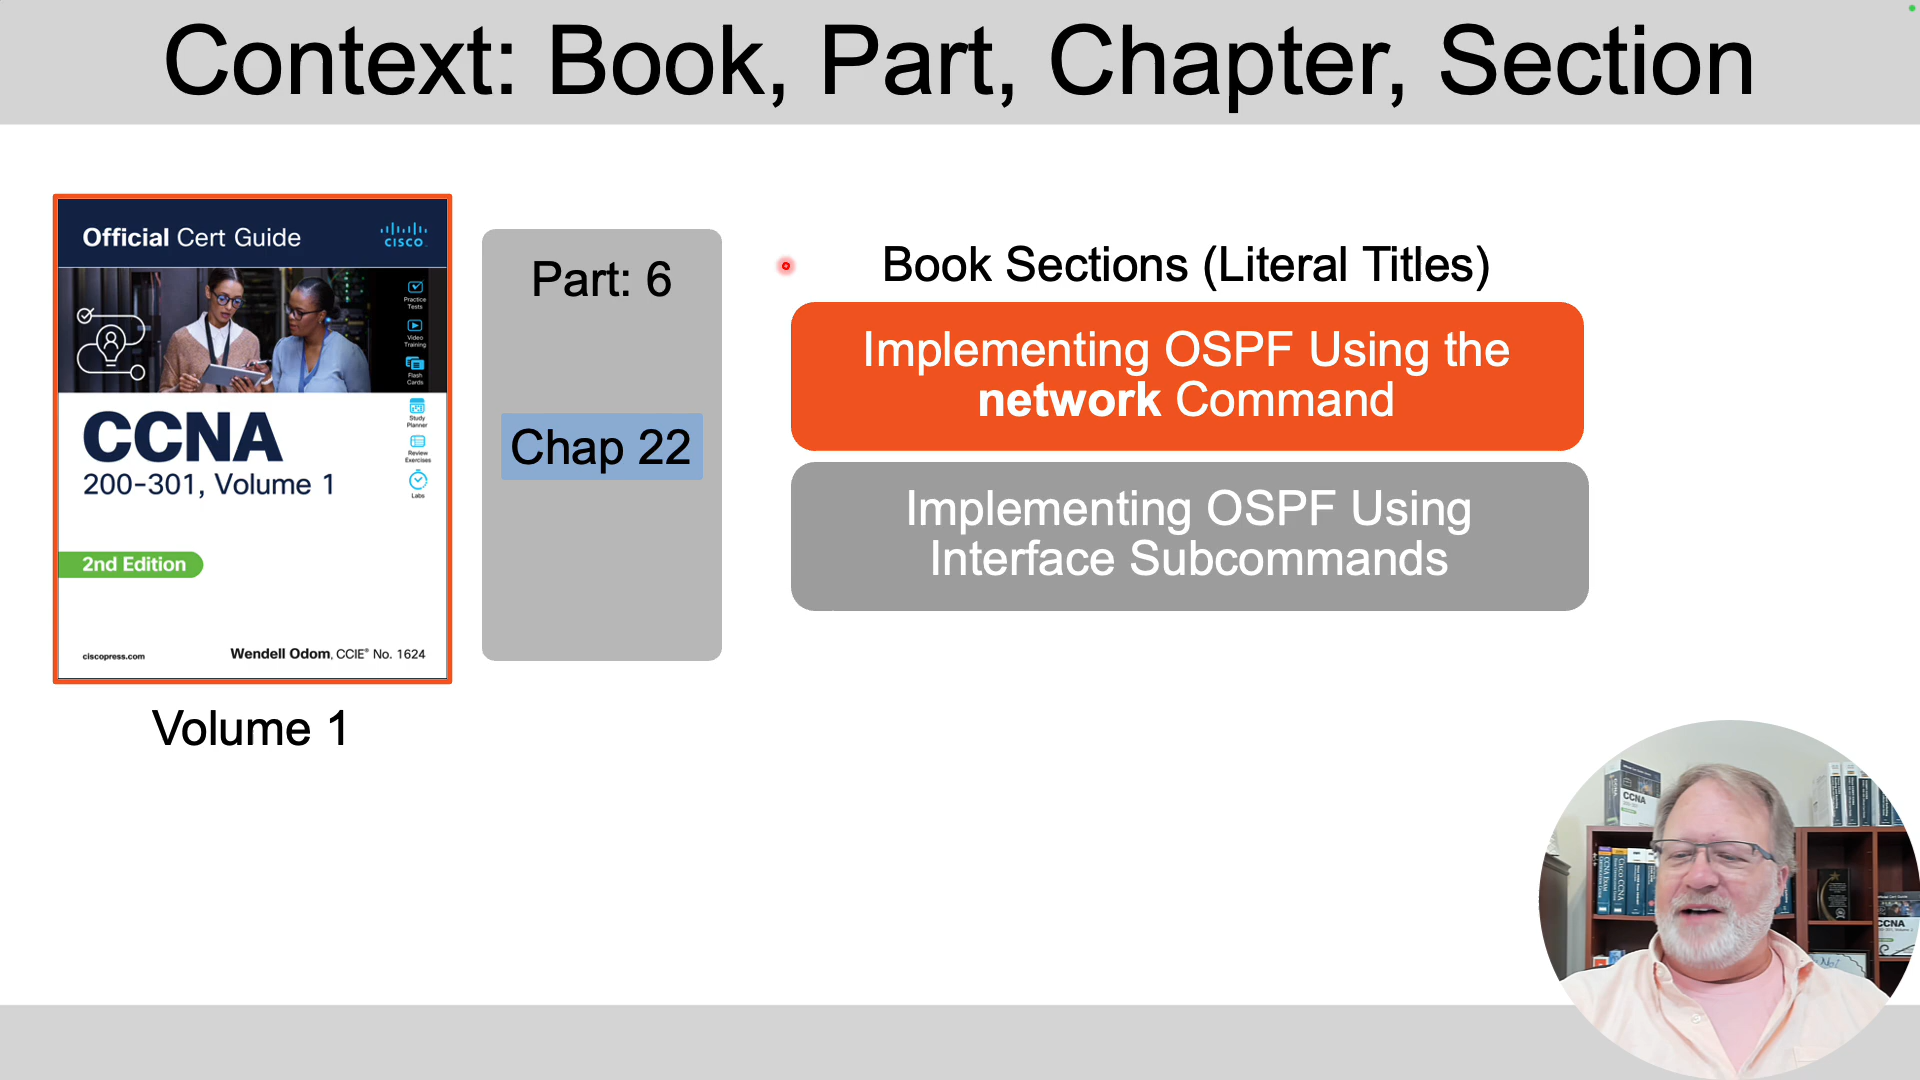 Context: Book, Part, Chapter, Section
Official Cert Guide
CISCO
Practice
Tests
Video
Training
Flash
Cards
Study
Planner
Review
Exercises
Labs
CCNA
200-301, Volume 1
2nd Edition
ciscopress.com
Wendell Odom, CCIE® No. 1624
Volume 1
Part: 6
Chap 22
Book Sections (Literal Titles)
Implementing OSPF Using the
network Command
Implementing OSPF Using
Interface Subcommands
CCNA
CCNA